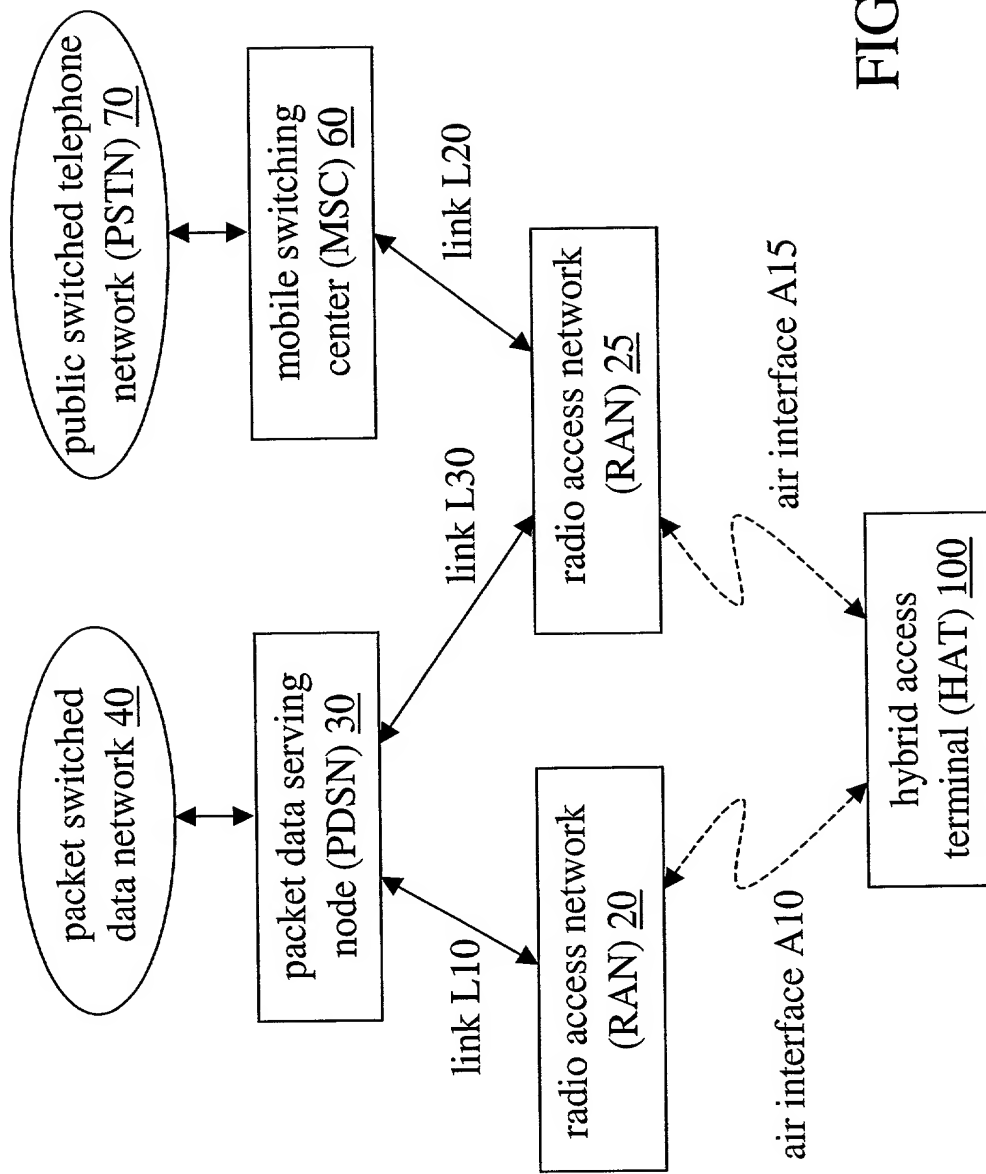 packet switched
data network 40
public switched telephone
network (PSTN) 70
packet data serving
node (PDSN) 30
mobile switching
center (MSC) 60
link L10
link L30
link L20
radio access network
(RAN) 20
radio access network
(RAN) 25
air interface A10
air interface A15
hybrid access
terminal (HAT) 100
FIG